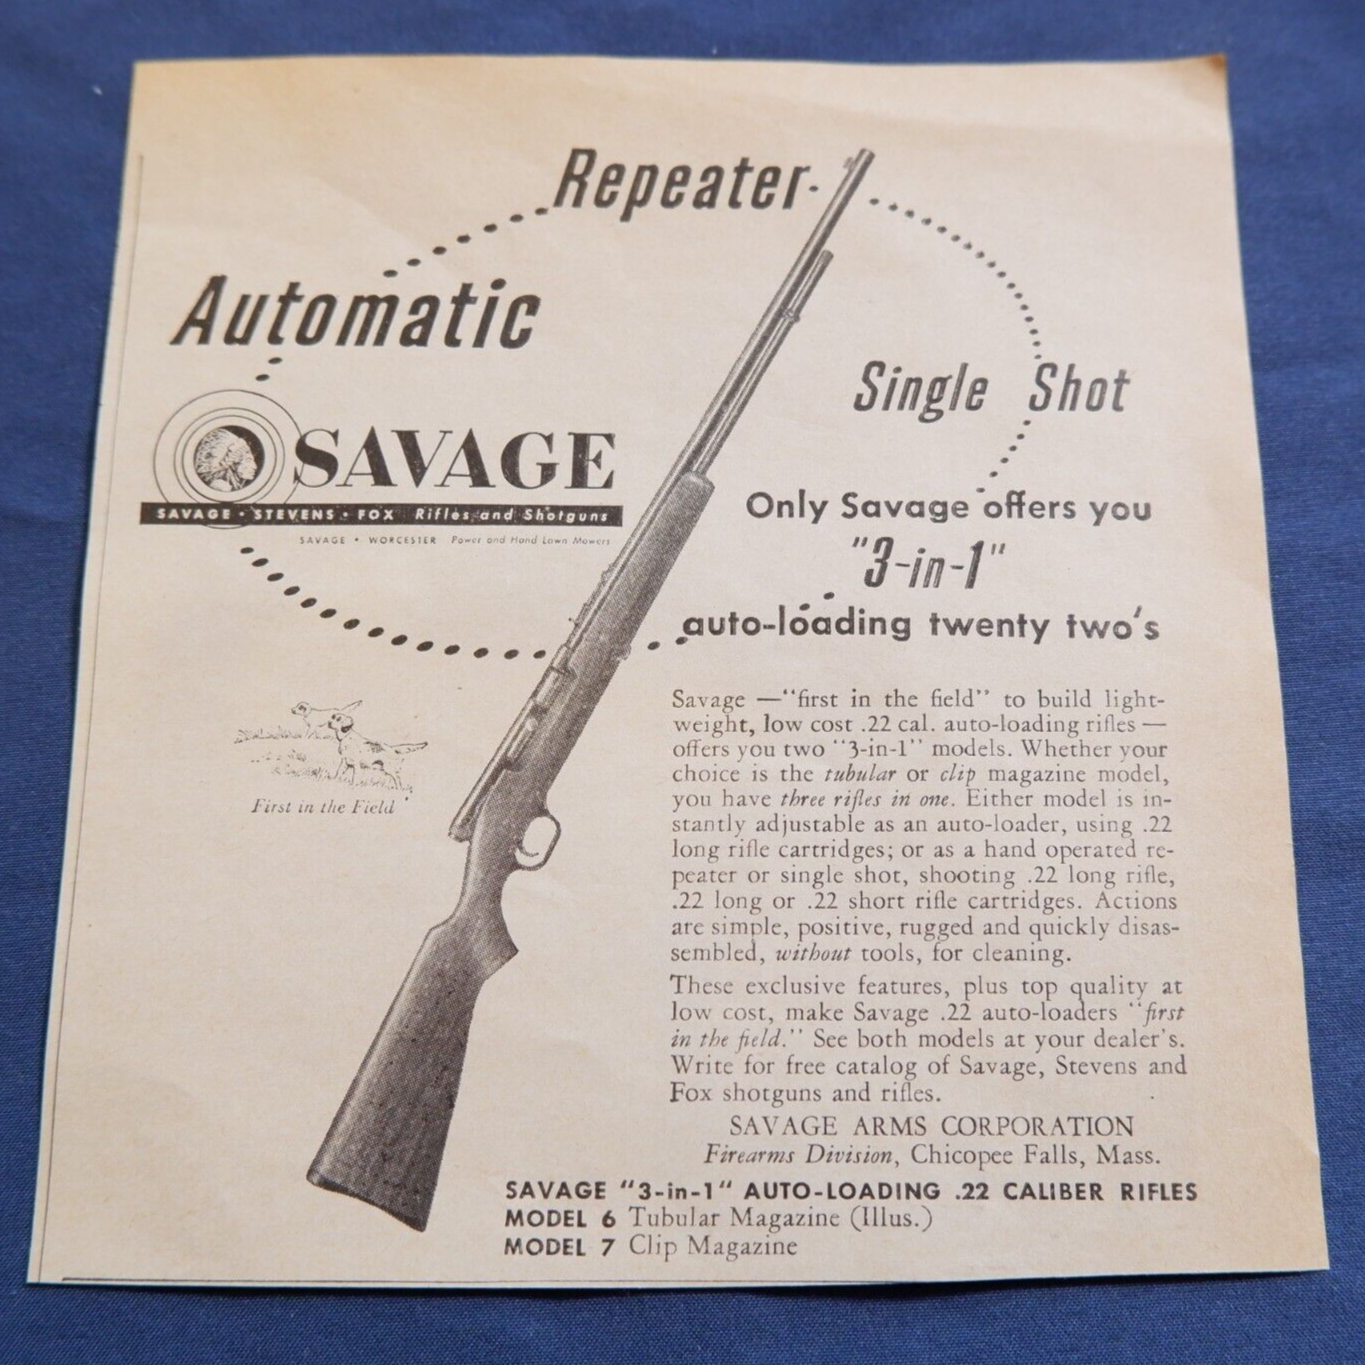 Repeater
Automatic
Single Shot
SAVAGE
SAVAGE • STEVENS • FOX Rifles and Shotguns
SAVAGE • WORCESTER Power and Hand Lawn Mowers
Only Savage offers you
"3-in-1"
auto-loading twenty two's
First in the Field
Savage —"first in the field" to build light-
weight, low cost .22 cal. auto-loading rifles —
offers you two "3-in-1" models. Whether your
choice is the tubular or clip magazine model,
you have three rifles in one. Either model is in-
stantly adjustable as an auto-loader, using .22
long rifle cartridges; or as a hand operated re-
peater or single shot, shooting .22 long rifle,
.22 long or .22 short rifle cartridges. Actions
are simple, positive, rugged and quickly disas-
sembled, without tools, for cleaning.
These exclusive features, plus top quality at
low cost, make Savage .22 auto-loaders "first
in the field." See both models at your dealer's.
Write for free catalog of Savage, Stevens and
Fox shotguns and rifles.
SAVAGE ARMS CORPORATION
Firearms Division, Chicopee Falls, Mass.
SAVAGE "3-in-1" AUTO-LOADING .22 CALIBER RIFLES
MODEL 6 Tubular Magazine (Illus.)
MODEL 7 Clip Magazine